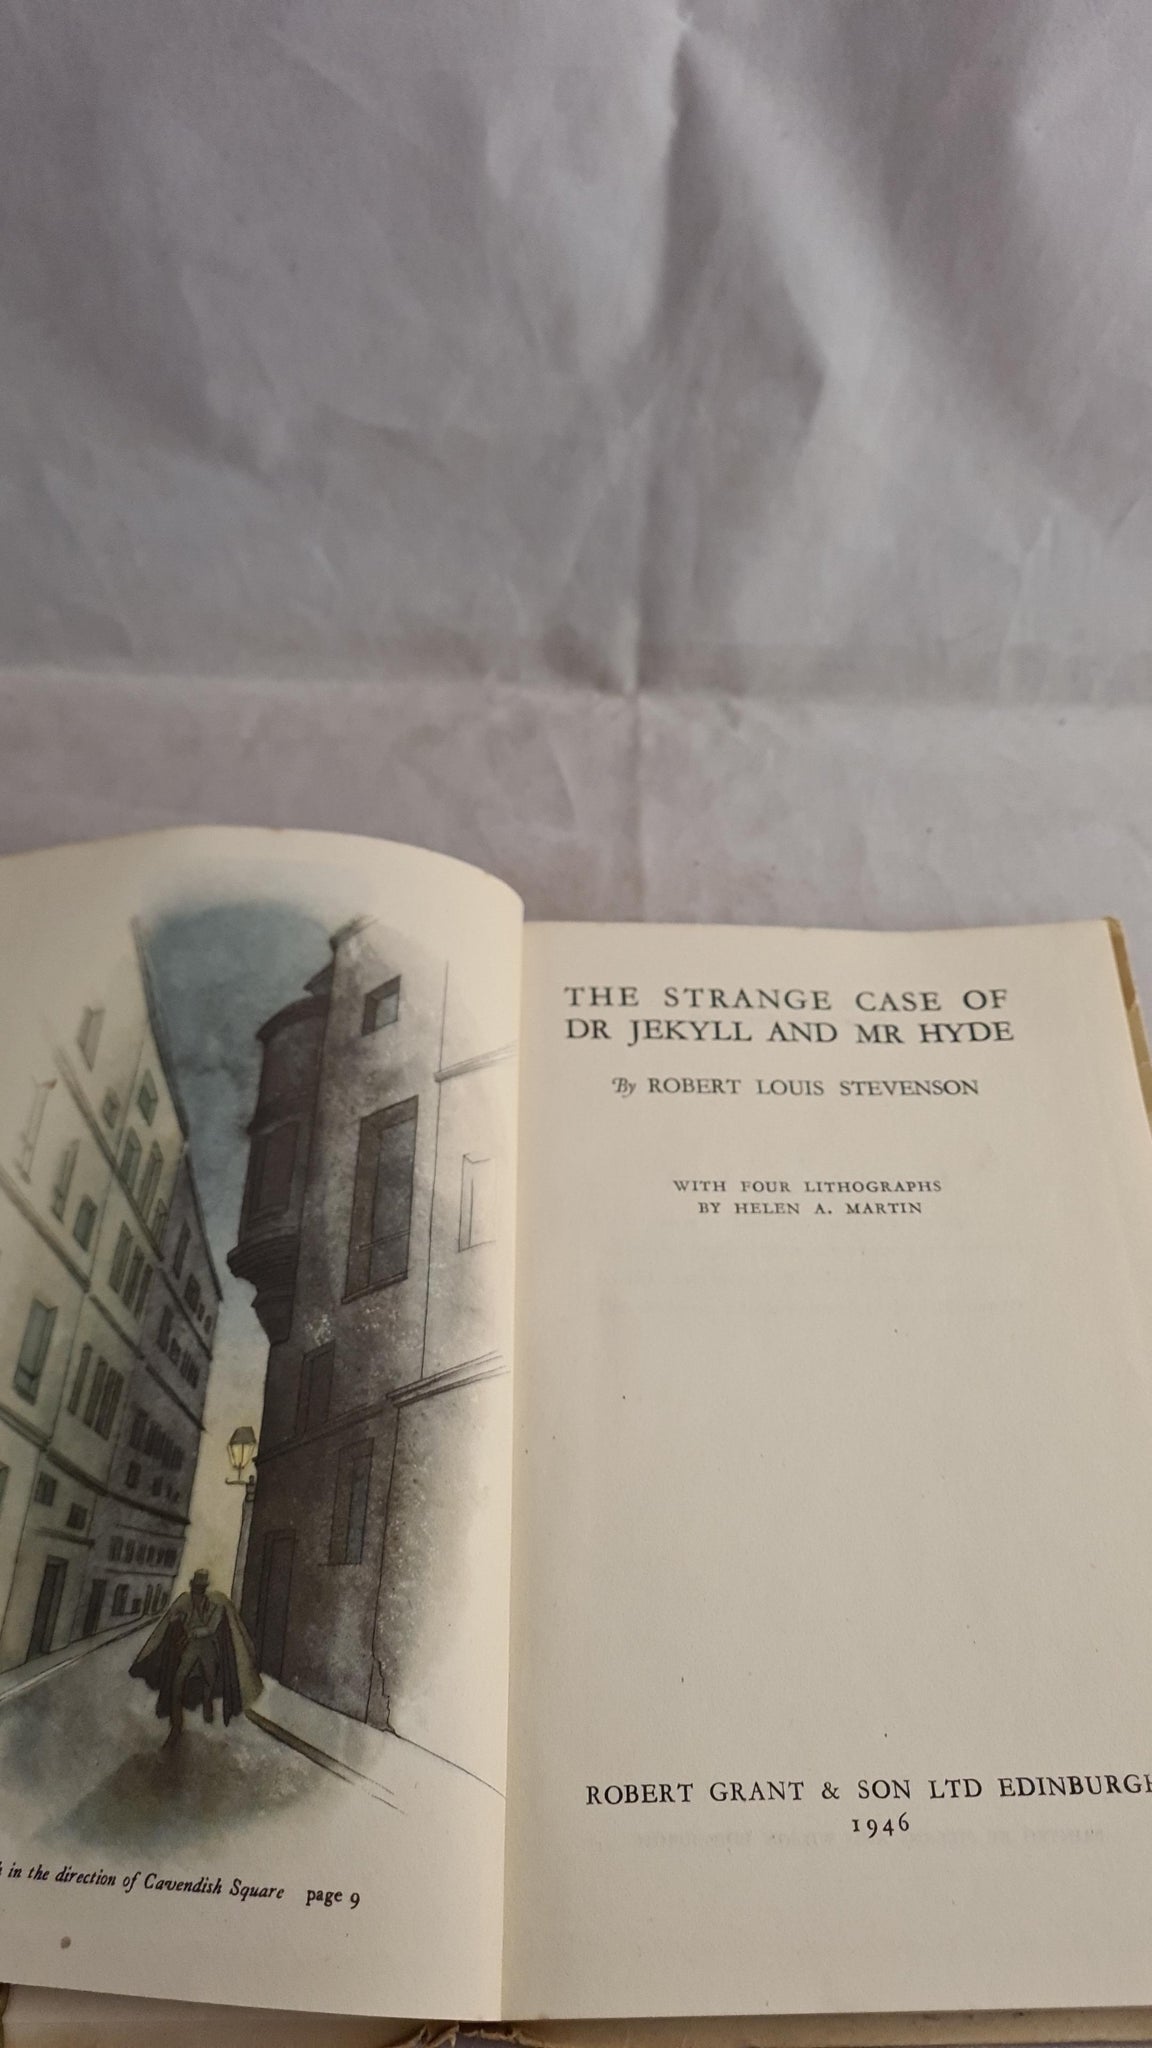 in the direction of Cavendish Square page 9
THE STRANGE CASE OF
DR JEKYLL AND MR HYDE
By ROBERT LOUIS STEVENSON
WITH FOUR LITHOGRAPHS
BY HELEN A. MARTIN
ROBERT GRANT & SON LTD EDINBURGH
1946